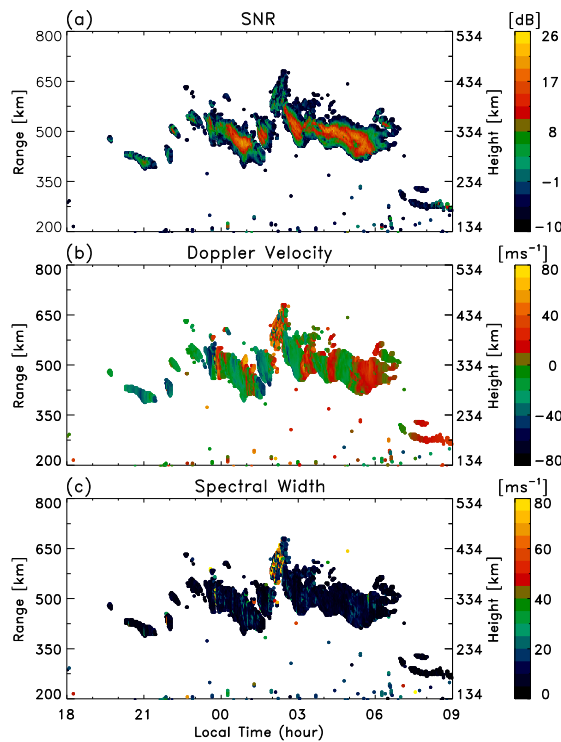 (a) SNR [dB]
800 534 26
650 434 17
500 334 8
350 234 -1
200 134 -10
Range [km] Height [km]
(b) Doppler Velocity [ms⁻¹]
800 534 80
650 434 40
500 334 0
350 234 -40
200 134 -80
Range [km] Height [km]
(c) Spectral Width [ms⁻¹]
800 534 80
650 434 60
500 334 40
350 234 20
200 134 0
Range [km] Height [km]
18 21 00 03 06 09
Local Time (hour)